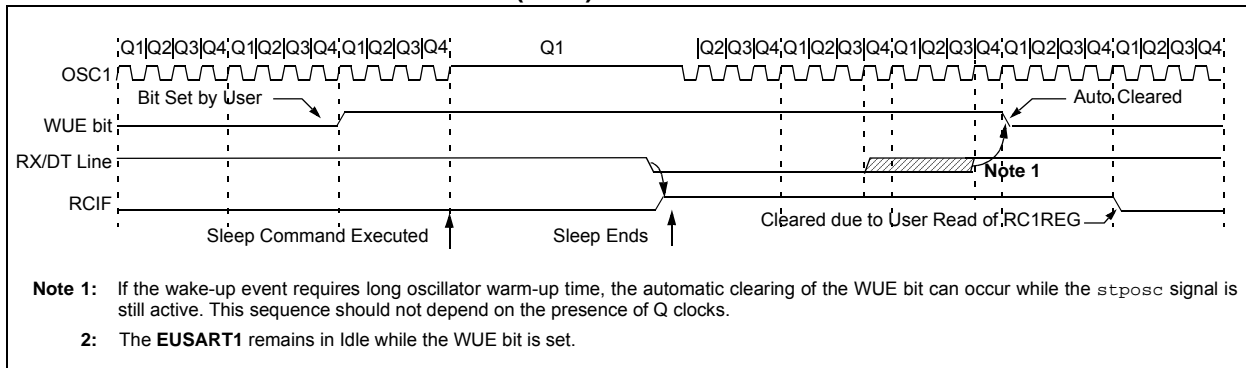 Q1|Q2|Q3|Q4 Q1|Q2|Q3|Q4 Q1|Q2|Q3|Q4 Q1 |Q2|Q3|Q4 Q1|Q2|Q3|Q4 Q1|Q2|Q3|Q4 Q1|Q2|Q3|Q4 Q1|Q2|Q3|Q4
OSC1
Bit Set by User Auto Cleared
WUE bit
RX/DT Line
Note 1
RCIF
Cleared due to User Read of RC1REG
Sleep Command Executed Sleep Ends
Note 1: If the wake-up event requires long oscillator warm-up time, the automatic clearing of the WUE bit can occur while the stposc signal is
still active. This sequence should not depend on the presence of Q clocks.
2: The EUSART1 remains in Idle while the WUE bit is set.